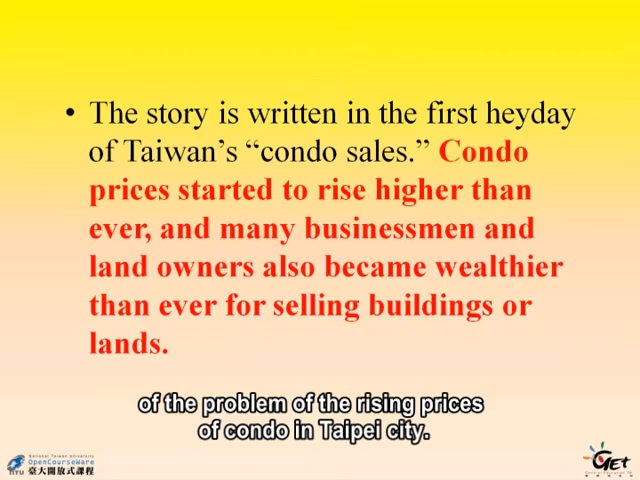 • The story is written in the first heyday
of Taiwan’s “condo sales.” Condo
prices started to rise higher than
ever, and many businessmen and
land owners also became wealthier
than ever for selling buildings or
lands.
of the problem of the rising prices
of condo in Taipei city.
National Taiwan University
OpenCourseWare
NTU 臺大開放式課程
GET